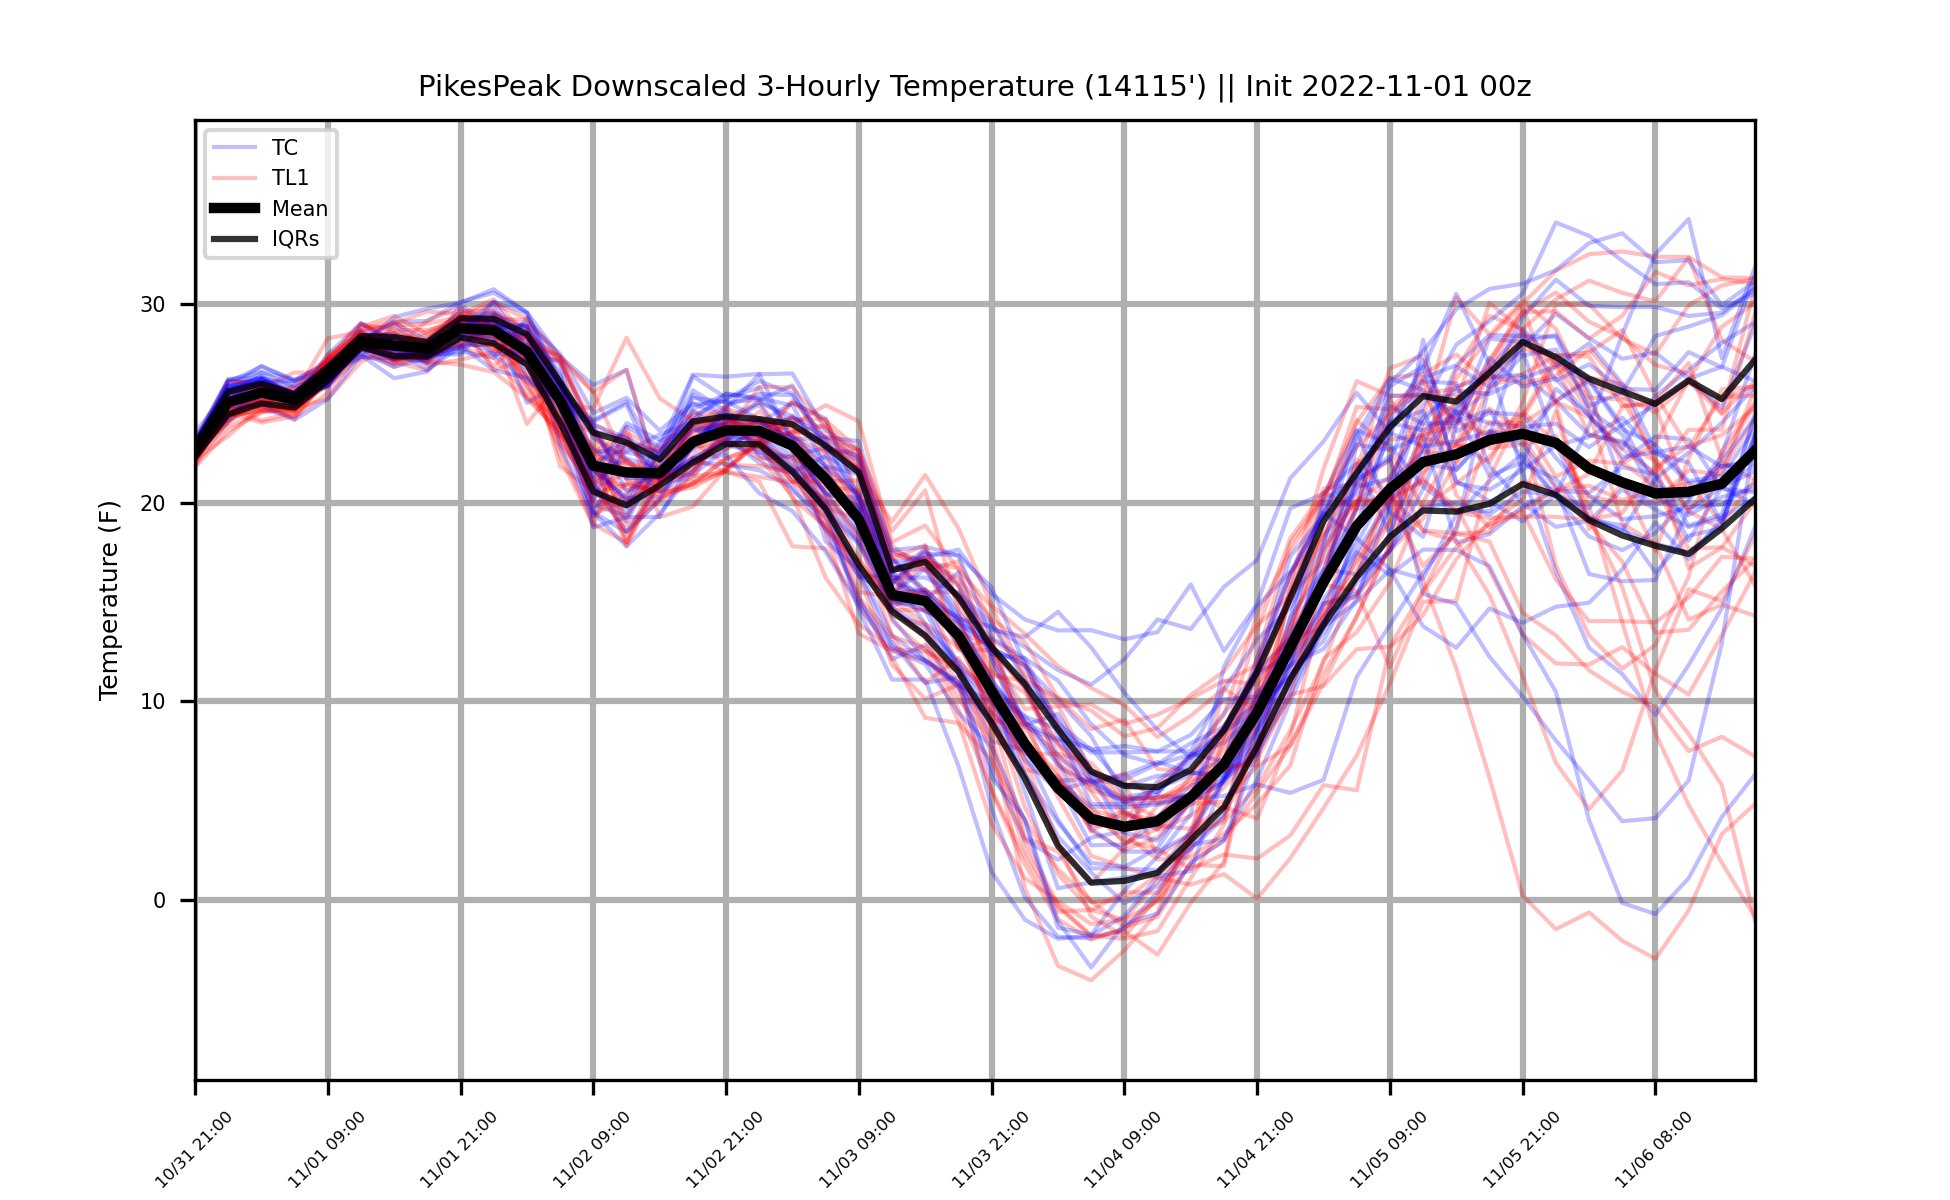 PikesPeak Downscaled 3-Hourly Temperature (14115') || Init 2022-11-01 00z
TC
TL1
Mean
IQRs
Temperature (F)
30
20
10
0
10/31 21:00
11/01 09:00
11/01 21:00
11/02 09:00
11/02 21:00
11/03 09:00
11/03 21:00
11/04 09:00
11/04 21:00
11/05 09:00
11/05 21:00
11/06 08:00